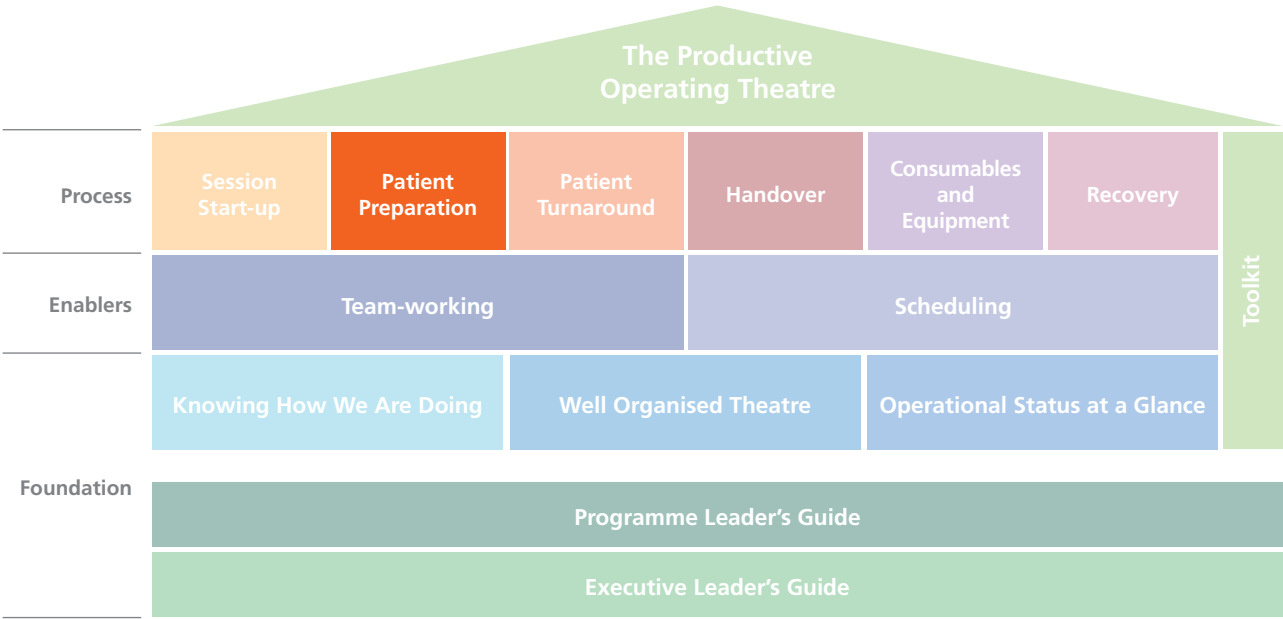 The Productive
Operating Theatre
Process
Session
Start-up
Patient
Preparation
Patient
Turnaround
Handover
Consumables
and
Equipment
Recovery
Toolkit
Enablers
Team-working
Scheduling
Knowing How We Are Doing
Well Organised Theatre
Operational Status at a Glance
Foundation
Programme Leader’s Guide
Executive Leader’s Guide